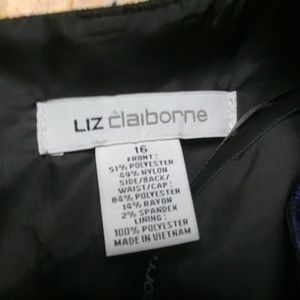 LIZ claiborne
16
FRONT:
51% POLYESTER
49% NYLON
SIDE/BACK/
WAIST/CAP:
84% POLYESTER
14% RAYON
2% SPANDEX
LINING:
100% POLYESTER
MADE IN VIETNAM